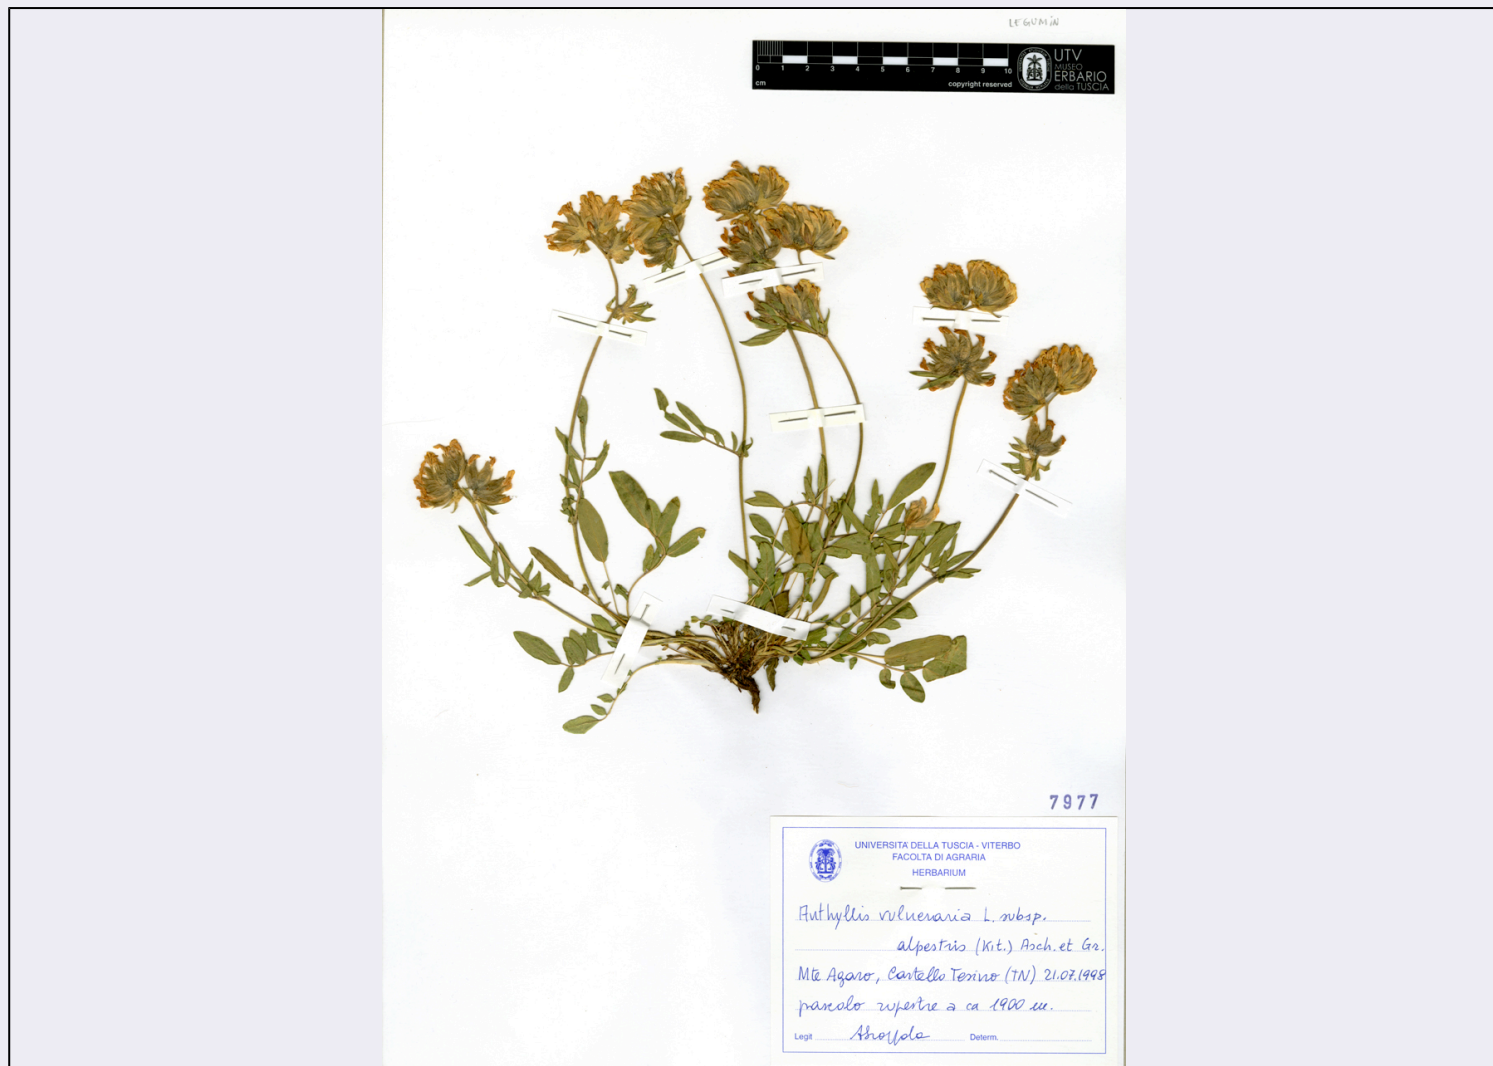 LEGUMIN
0 1 2 3 4 5 6 7 8 9 10
cm
copyright reserved
UTV
MUSEO
ERBARIO
della TUSCIA
7977
UNIVERSITA' DELLA TUSCIA - VITERBO
FACOLTA DI AGRARIA
HERBARIUM
Anthyllis vulneraria L. subsp.
alpestris (Kit.) Asch. et Gr.
Mte Agaro, Castello Tesino (TN) 21.07.1998
pascolo rupestre a ca 1900 m.
Legit Determ.